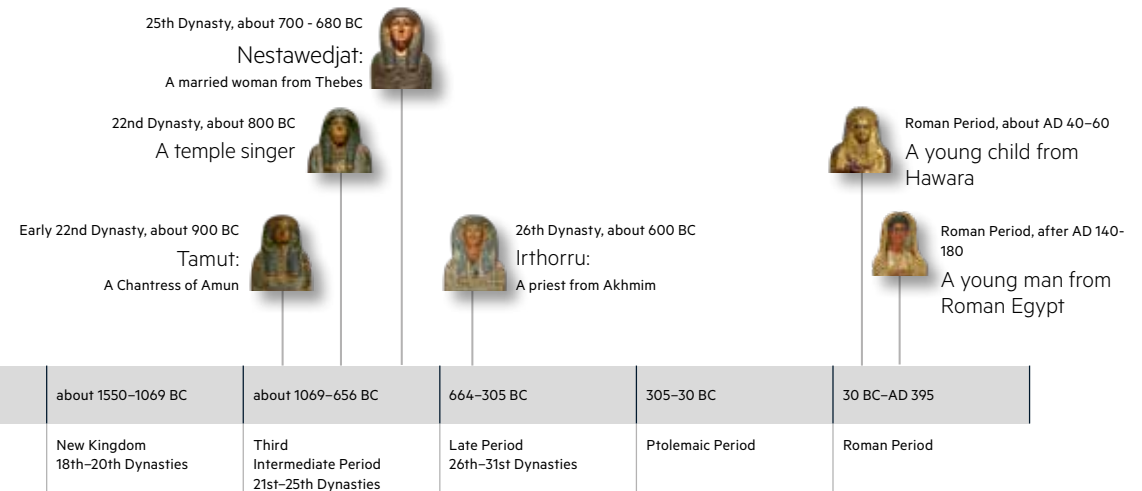 25th Dynasty, about 700 - 680 BC
Nestawedjat:
A married woman from Thebes
22nd Dynasty, about 800 BC
A temple singer
Early 22nd Dynasty, about 900 BC
Tamut:
A Chantress of Amun
26th Dynasty, about 600 BC
Irthorru:
A priest from Akhmim
Roman Period, about AD 40–60
A young child from
Hawara
Roman Period, after AD 140-
180
A young man from
Roman Egypt
about 1550–1069 BC
about 1069–656 BC
664–305 BC
305–30 BC
30 BC–AD 395
New Kingdom
18th–20th Dynasties
Third
Intermediate Period
21st–25th Dynasties
Late Period
26th–31st Dynasties
Ptolemaic Period
Roman Period